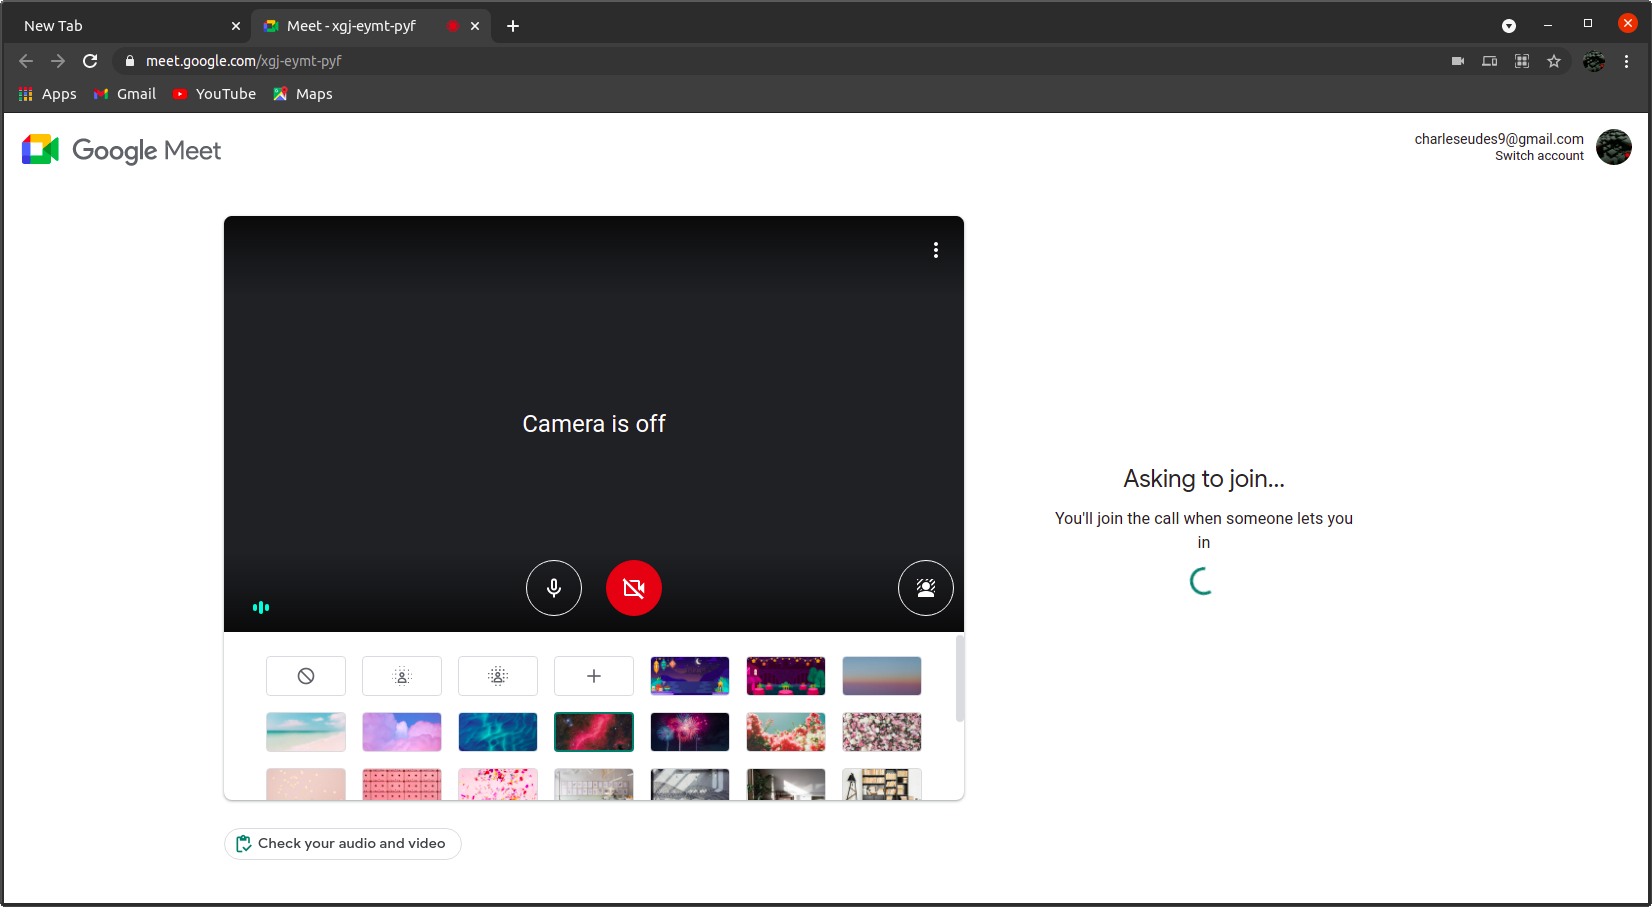 New Tab
Meet - xgj-eymt-pyf
meet.google.com/xgj-eymt-pyf
Apps
Gmail
YouTube
Maps
Google Meet
charleseudes9@gmail.com
Switch account
Camera is off
Asking to join...
You'll join the call when someone lets you
in
Check your audio and video